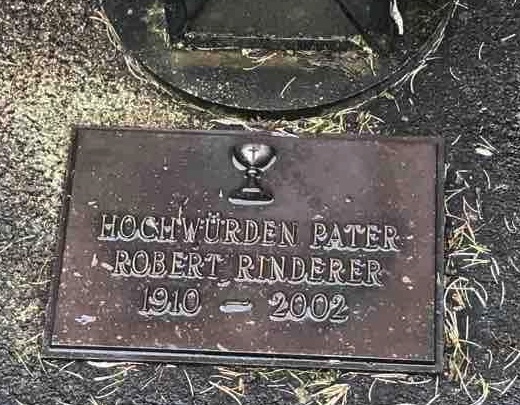 HOCHWÜRDEN PATER
ROBERT RINDERER
1910 – 2002